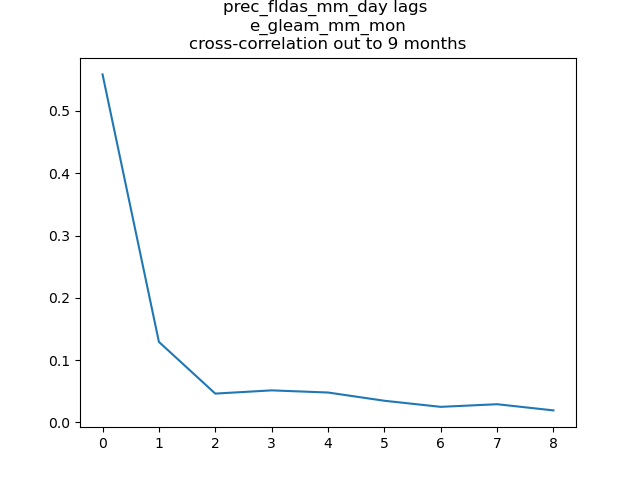 prec_fldas_mm_day lags
e_gleam_mm_mon
cross-correlation out to 9 months
0.5
0.4
0.3
0.2
0.1
0.0
0 1 2 3 4 5 6 7 8